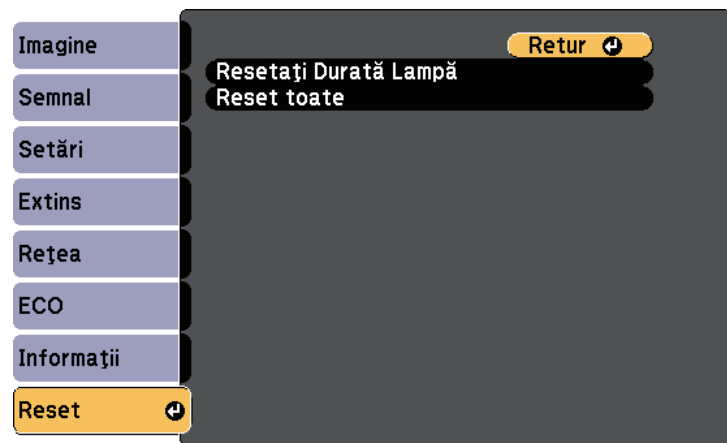 Imagine
Semnal
Setări
Extins
Reţea
ECO
Informaţii
Reset
Retur
Resetaţi Durată Lampă
Reset toate